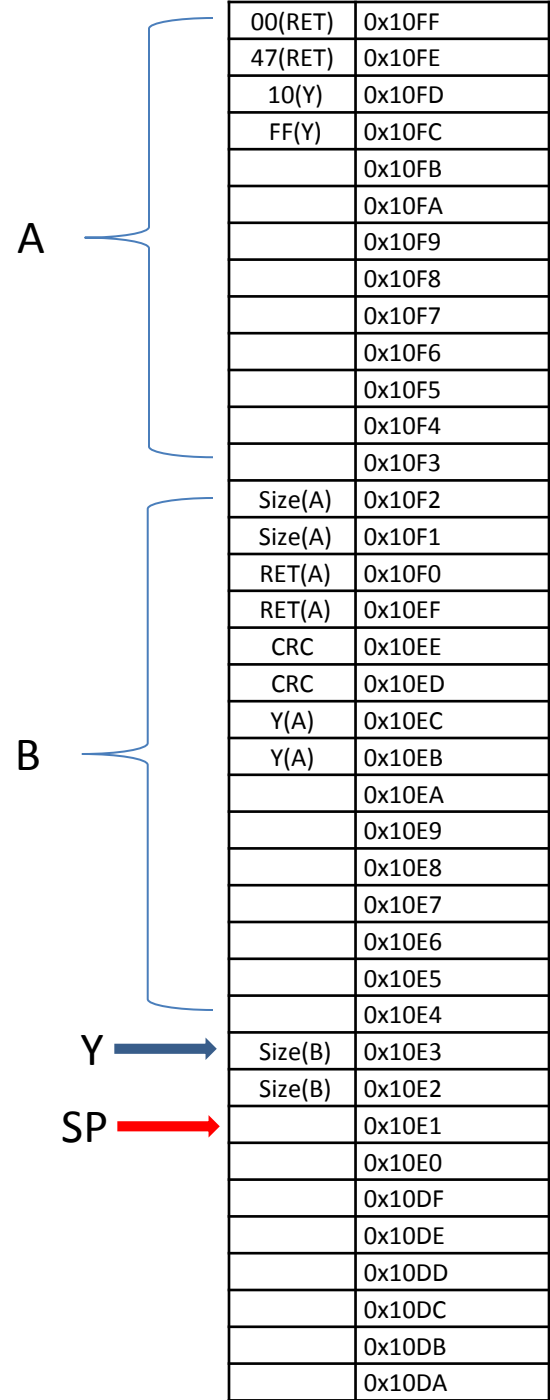 00(RET) 0x10FF
47(RET) 0x10FE
10(Y) 0x10FD
FF(Y) 0x10FC
0x10FB
0x10FA
A 0x10F9
0x10F8
0x10F7
0x10F6
0x10F5
0x10F4
0x10F3
Size(A) 0x10F2
Size(A) 0x10F1
RET(A) 0x10F0
RET(A) 0x10EF
CRC 0x10EE
CRC 0x10ED
Y(A) 0x10EC
B Y(A) 0x10EB
0x10EA
0x10E9
0x10E8
0x10E7
0x10E6
0x10E5
0x10E4
Y Size(B) 0x10E3
Size(B) 0x10E2
SP 0x10E1
0x10E0
0x10DF
0x10DE
0x10DD
0x10DC
0x10DB
0x10DA